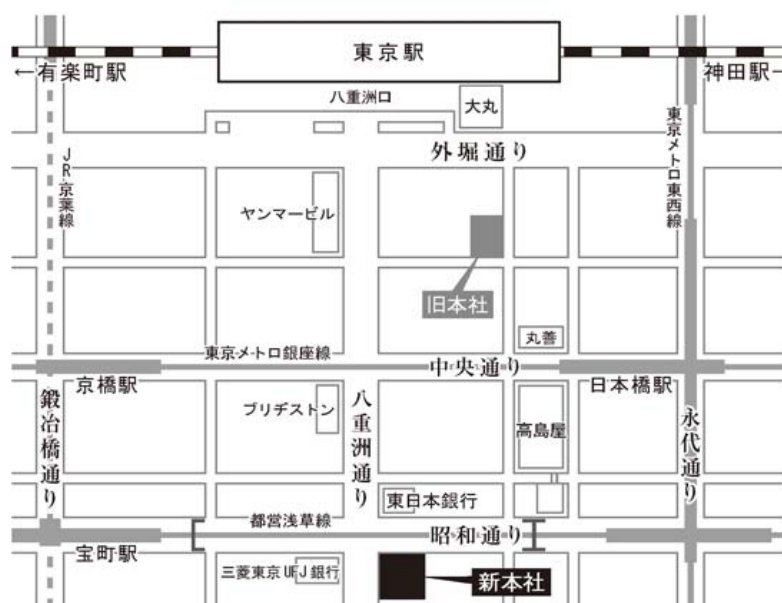 東京駅
←有楽町駅
神田駅→
八重洲口
大丸
外堀通り
東京メトロ東西線
JR京葉線
ヤンマービル
旧本社
丸善
東京メトロ銀座線
中央通り
京橋駅
日本橋駅
鍛冶橋通り
ブリヂストン
八重洲通り
高島屋
永代通り
東日本銀行
都営浅草線
昭和通り
宝町駅
三菱東京UFJ銀行
新本社